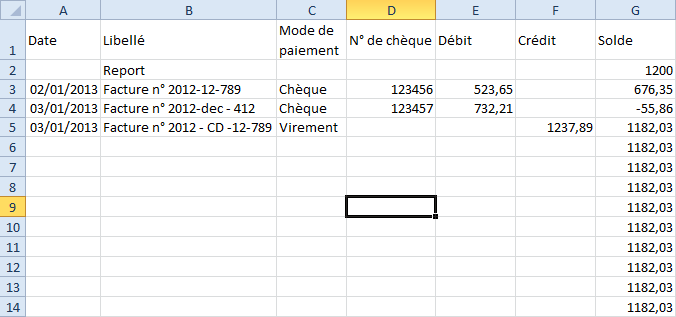 A B C D E F G
1 Date Libellé Mode de paiement N° de chèque Débit Crédit Solde
2 Report 1200
3 02/01/2013 Facture n° 2012-12-789 Chèque 123456 523,65 676,35
4 03/01/2013 Facture n° 2012-dec - 412 Chèque 123457 732,21 -55,86
5 03/01/2013 Facture n° 2012 - CD -12-789 Virement 1237,89 1182,03
6 1182,03
7 1182,03
8 1182,03
9 1182,03
10 1182,03
11 1182,03
12 1182,03
13 1182,03
14 1182,03